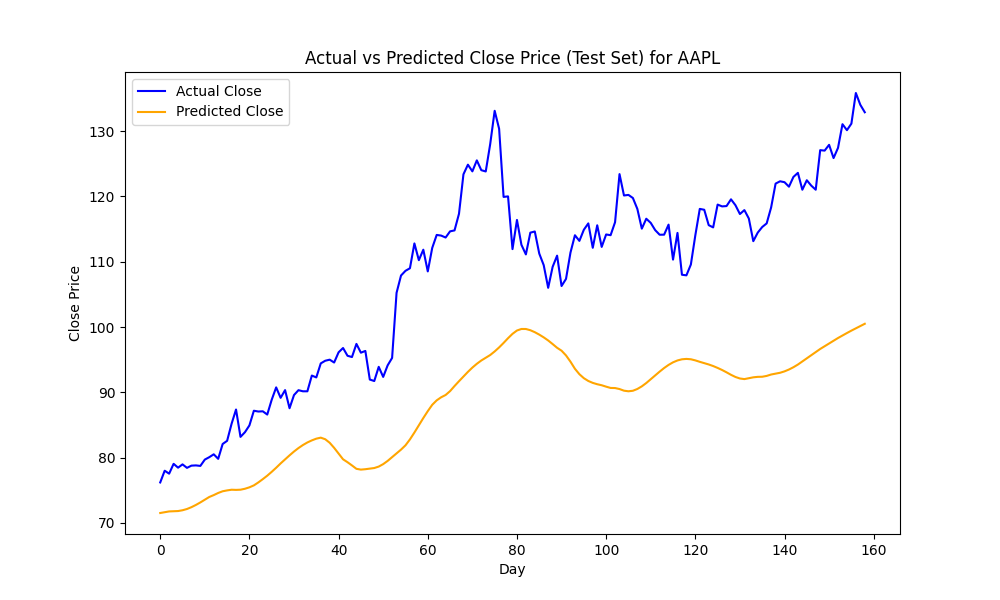 Actual vs Predicted Close Price (Test Set) for AAPL
Actual Close
Predicted Close
130
120
110
100
90
80
70
Close Price
0 20 40 60 80 100 120 140 160
Day